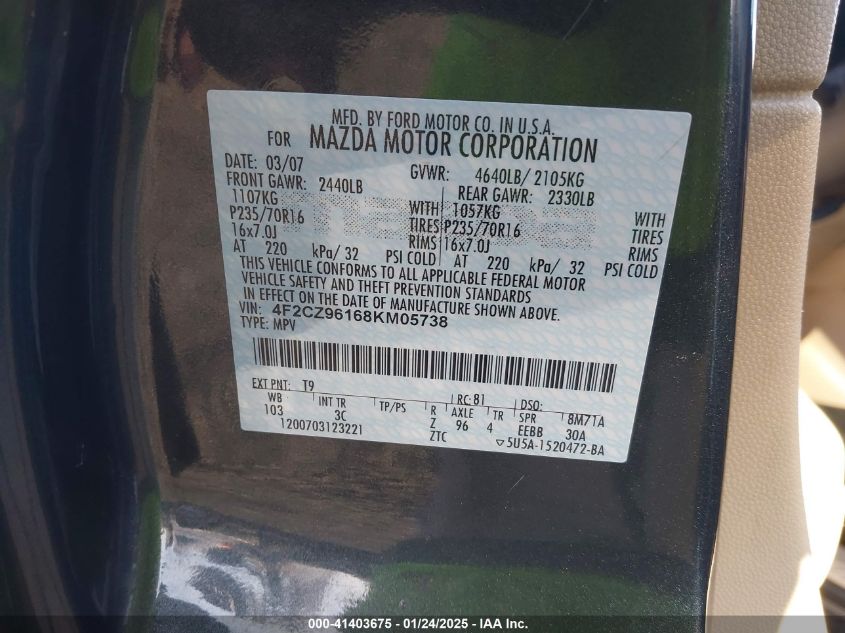 MFD. BY FORD MOTOR CO. IN U.S.A.
FOR MAZDA MOTOR CORPORATION
DATE: 03/07 GVWR: 4640LB/ 2105KG
FRONT GAWR: 2440LB REAR GAWR: 2330LB
1107KG WITH 1057KG WITH
P235/70R16 TIRES P235/70R16 TIRES
16x7.0J RIMS 16x7.0J RIMS
AT 220 kPa/ 32 PSI COLD AT 220 kPa/ 32 PSI COLD
THIS VEHICLE CONFORMS TO ALL APPLICABLE FEDERAL MOTOR
VEHICLE SAFETY AND THEFT PREVENTION STANDARDS
IN EFFECT ON THE DATE OF MANUFACTURE SHOWN ABOVE.
VIN: 4F2CZ96168KM05738
TYPE: MPV
EXT PNT: T9 RC: 81 DSO:
WB INT TR TP/PS R AXLE TR SPR 8M71A
103 3C Z 96 4 EEBB 30A
1200703123221 ZTC ▽5U5A-1520472-BA
000-41403675 - 01/24/2025 - IAA Inc.